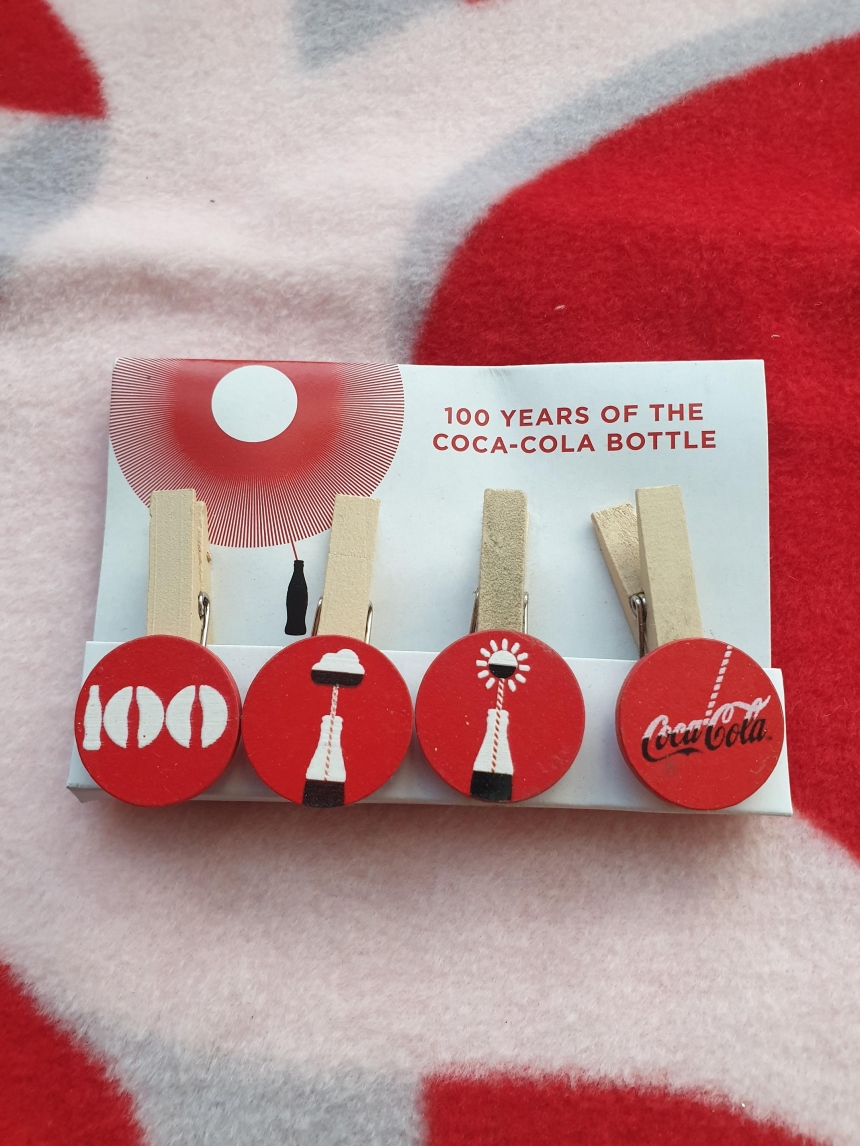 100 YEARS OF THE
COCA-COLA BOTTLE
100
Coca-Cola